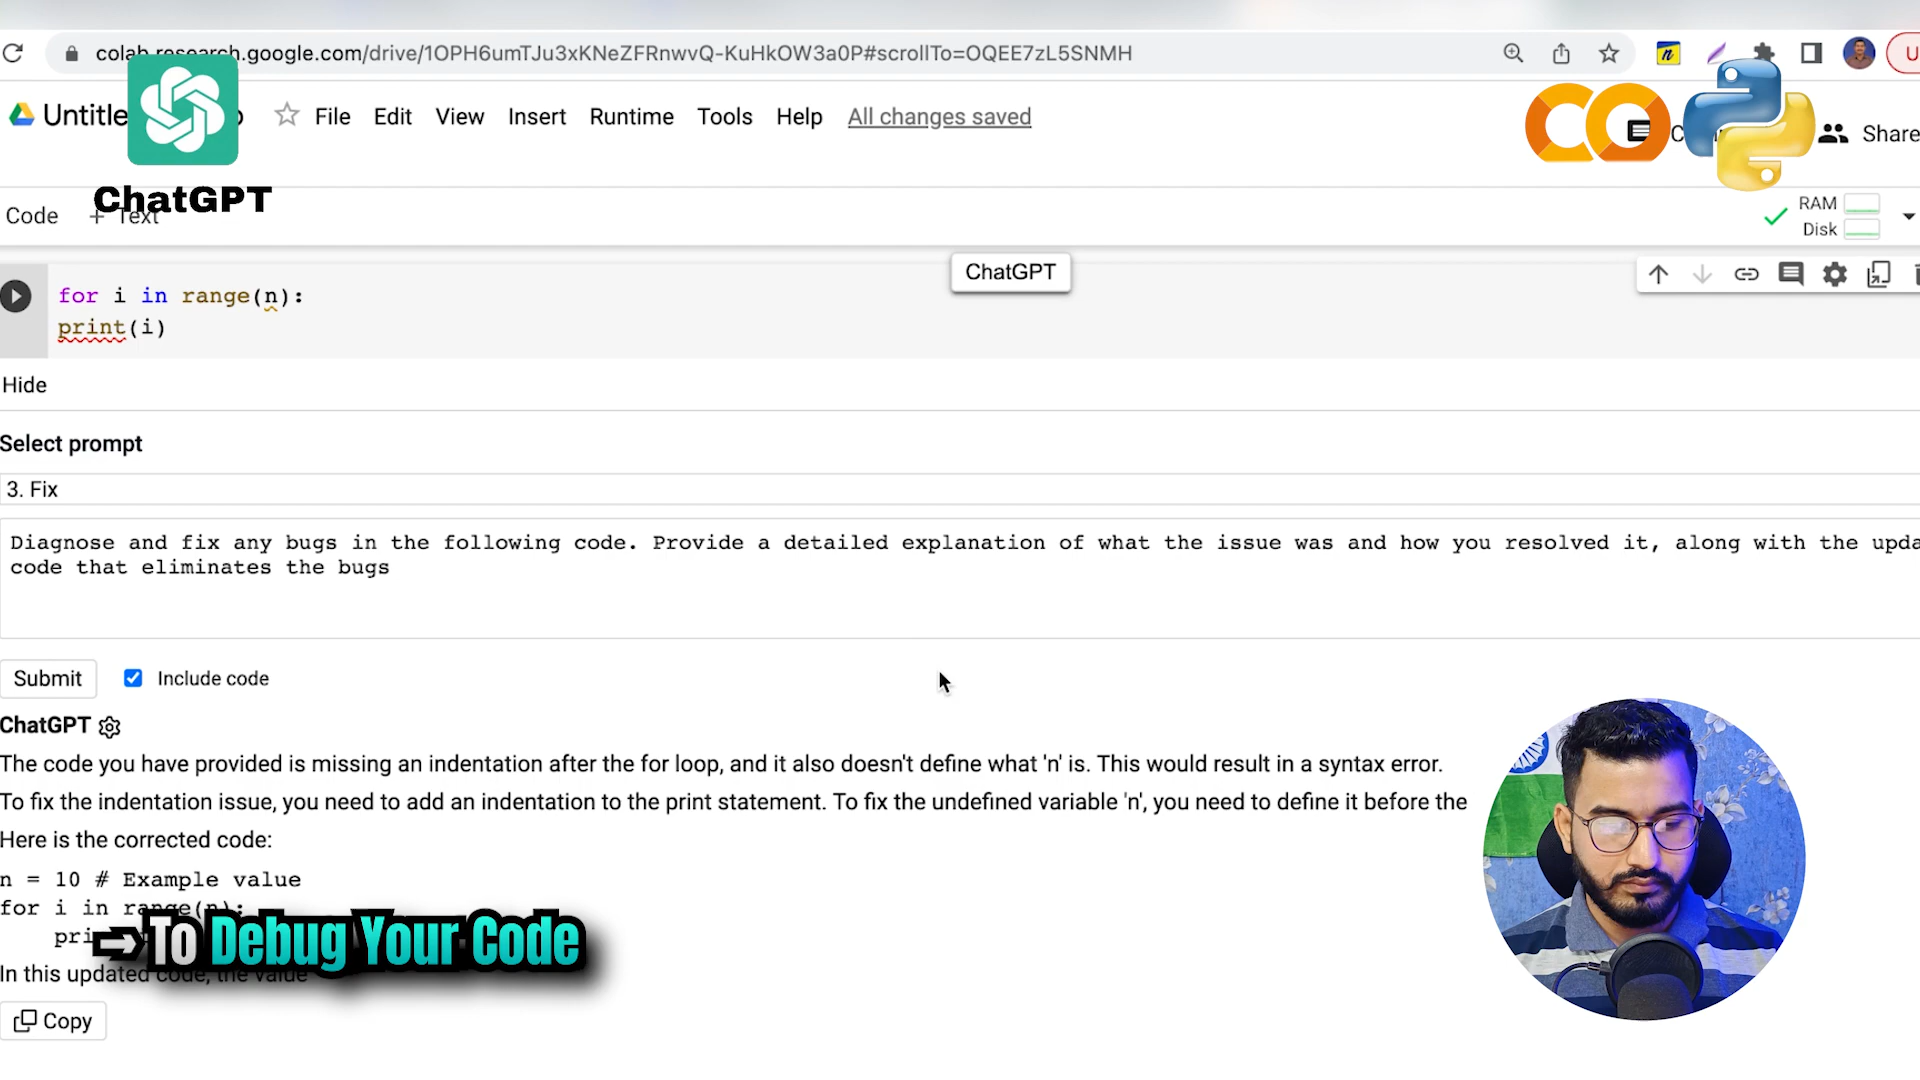 colab.research.google.com/drive/1OPH6umTJu3xKNeZFRnwvQ-KuHkOW3a0P#scrollTo=OQEE7zL5SNMH
File Edit View Insert Runtime Tools Help All changes saved
Share
ChatGPT
Code + Text
RAM
Disk
ChatGPT
for i in range(n):
print(i)
Hide
Select prompt
3. Fix
Diagnose and fix any bugs in the following code. Provide a detailed explanation of what the issue was and how you resolved it, along with the upda
code that eliminates the bugs
Submit Include code
ChatGPT
The code you have provided is missing an indentation after the for loop, and it also doesn't define what 'n' is. This would result in a syntax error.
To fix the indentation issue, you need to add an indentation to the print statement. To fix the undefined variable 'n', you need to define it before the
Here is the corrected code:
n = 10 # Example value
for i in range(n):
To Debug Your Code
In this updated code, the value
Copy